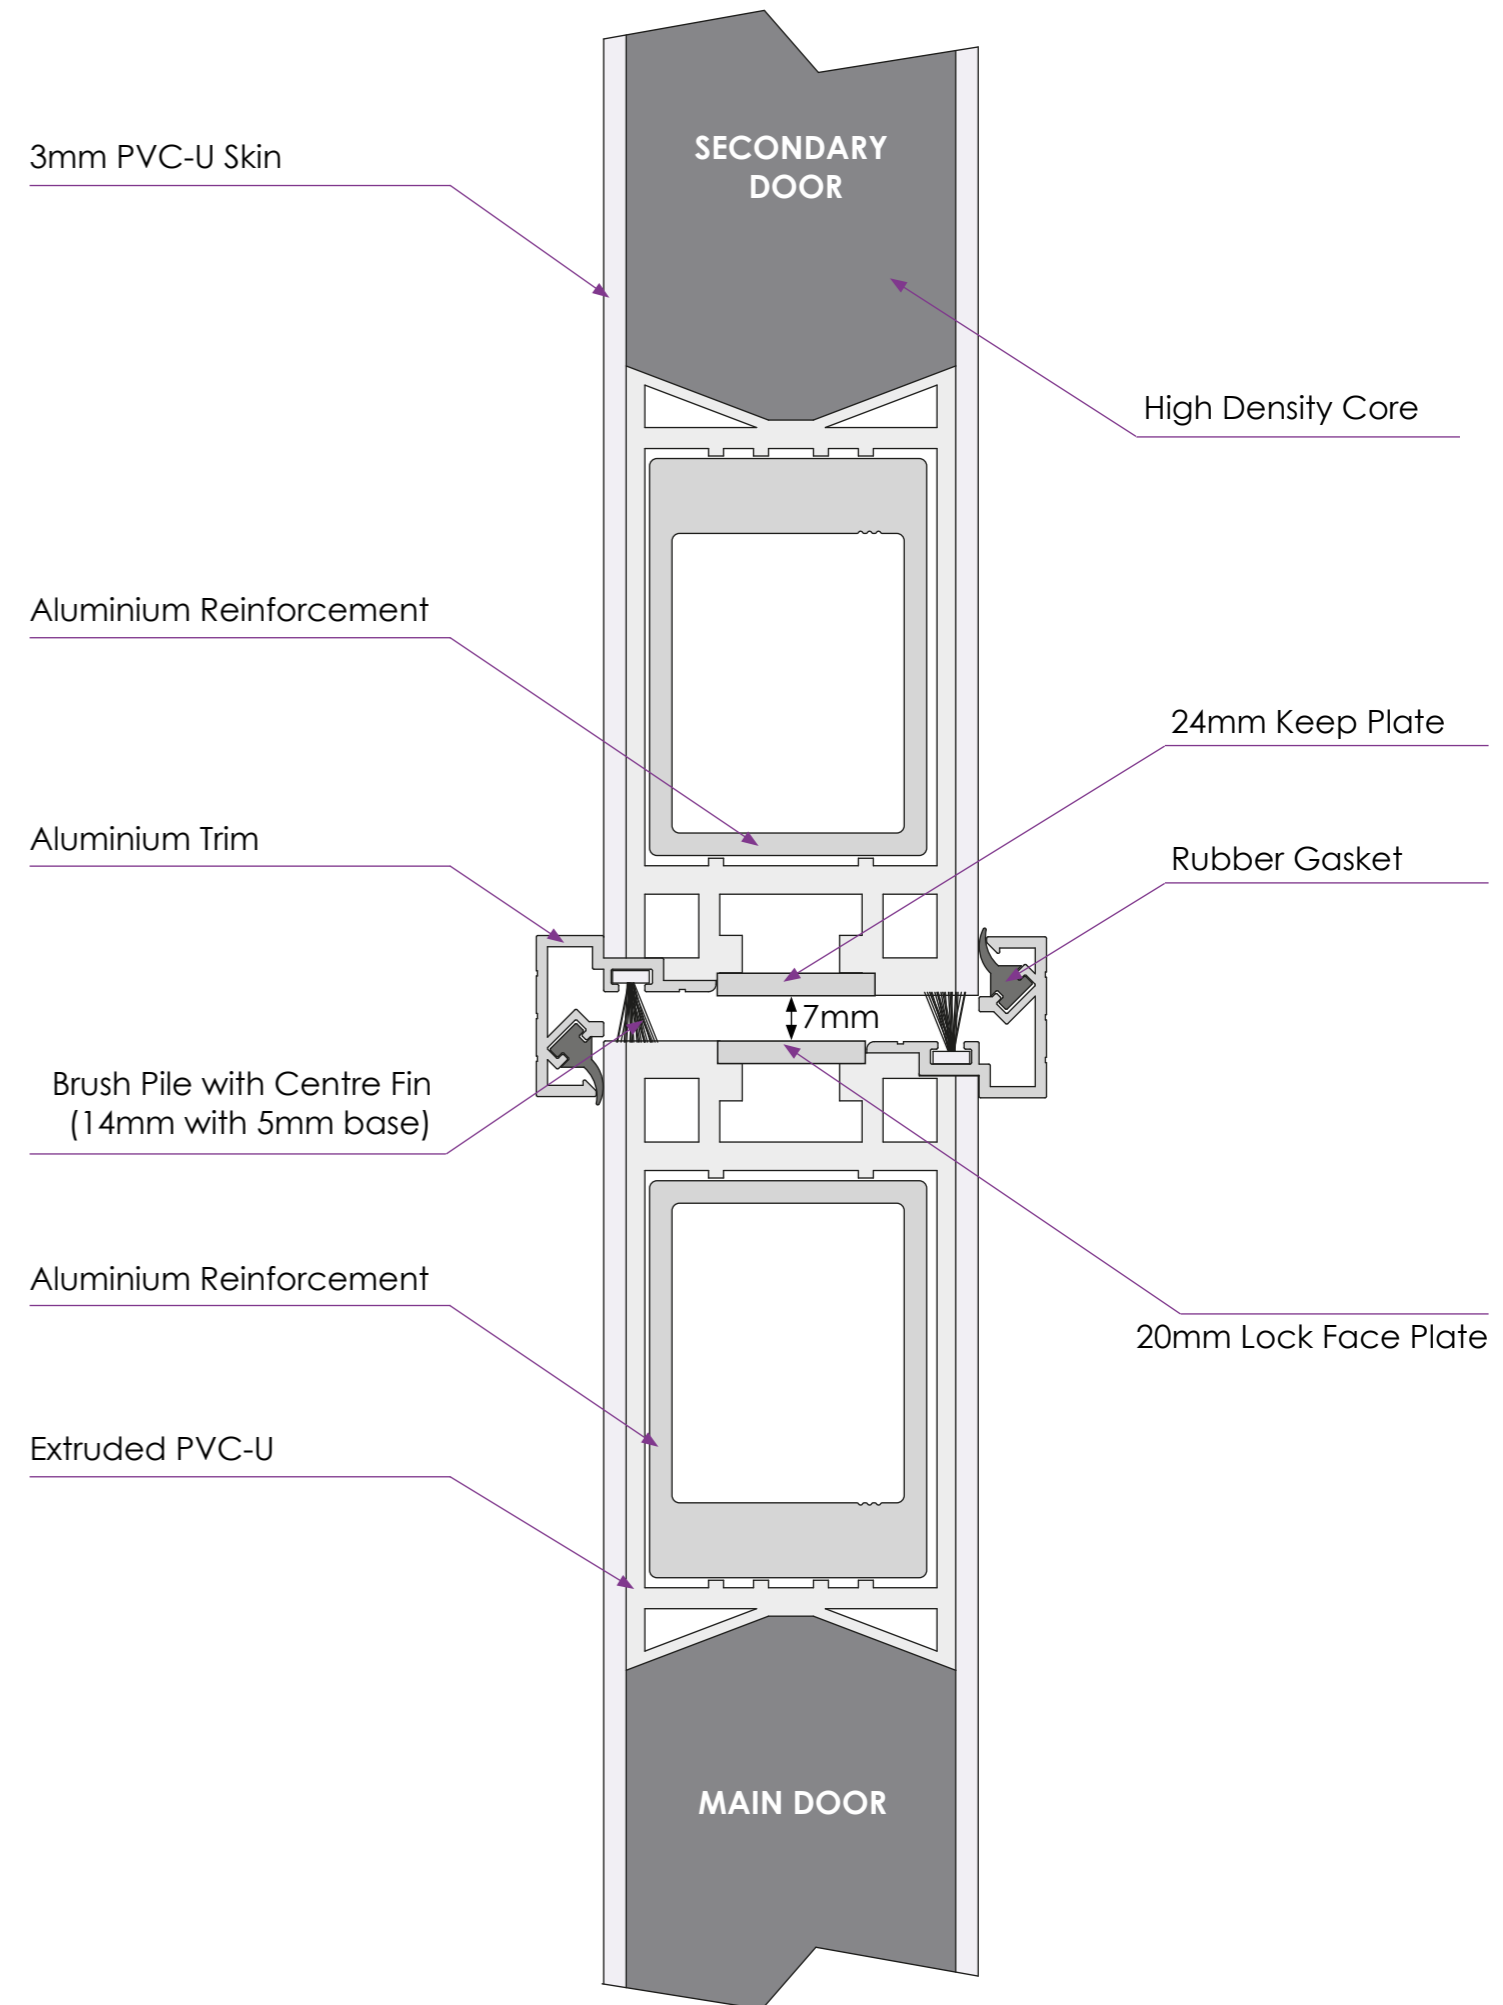 SECONDARY
DOOR
3mm PVC-U Skin
High Density Core
Aluminium Reinforcement
24mm Keep Plate
Aluminium Trim
Rubber Gasket
7mm
Brush Pile with Centre Fin
(14mm with 5mm base)
Aluminium Reinforcement
20mm Lock Face Plate
Extruded PVC-U
MAIN DOOR